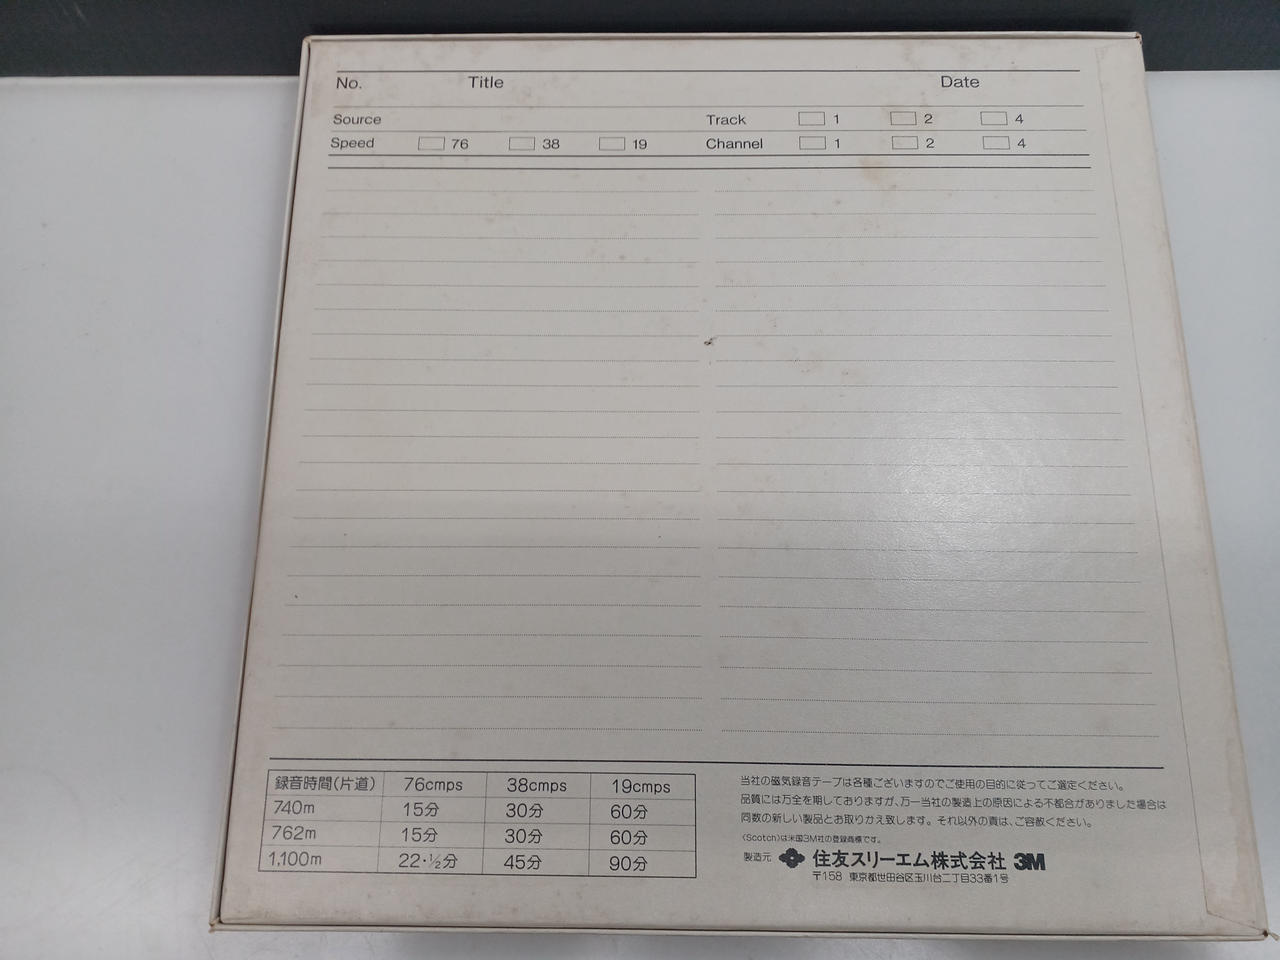 No. Title Date
Source Track 1 2 4
Speed 76 38 19 Channel 1 2 4
録音時間(片道) 76cmps 38cmps 19cmps
740m 15分 30分 60分
762m 15分 30分 60分
1,100m 22・½分 45分 90分
当社の磁気録音テープは各種ございますのでご使用の目的に従ってご選定ください。
品質には万全を期しておりますが、万一当社の製造上の原因による不都合がありました場合は
同数の新しい製品とお取りかえ致します。それ以外の責は、ご容赦ください。
〈Scotch〉は米国3M社の登録商標です。
製造元 住友スリーエム株式会社 3M
〒158 東京都世田谷区玉川台二丁目33番1号